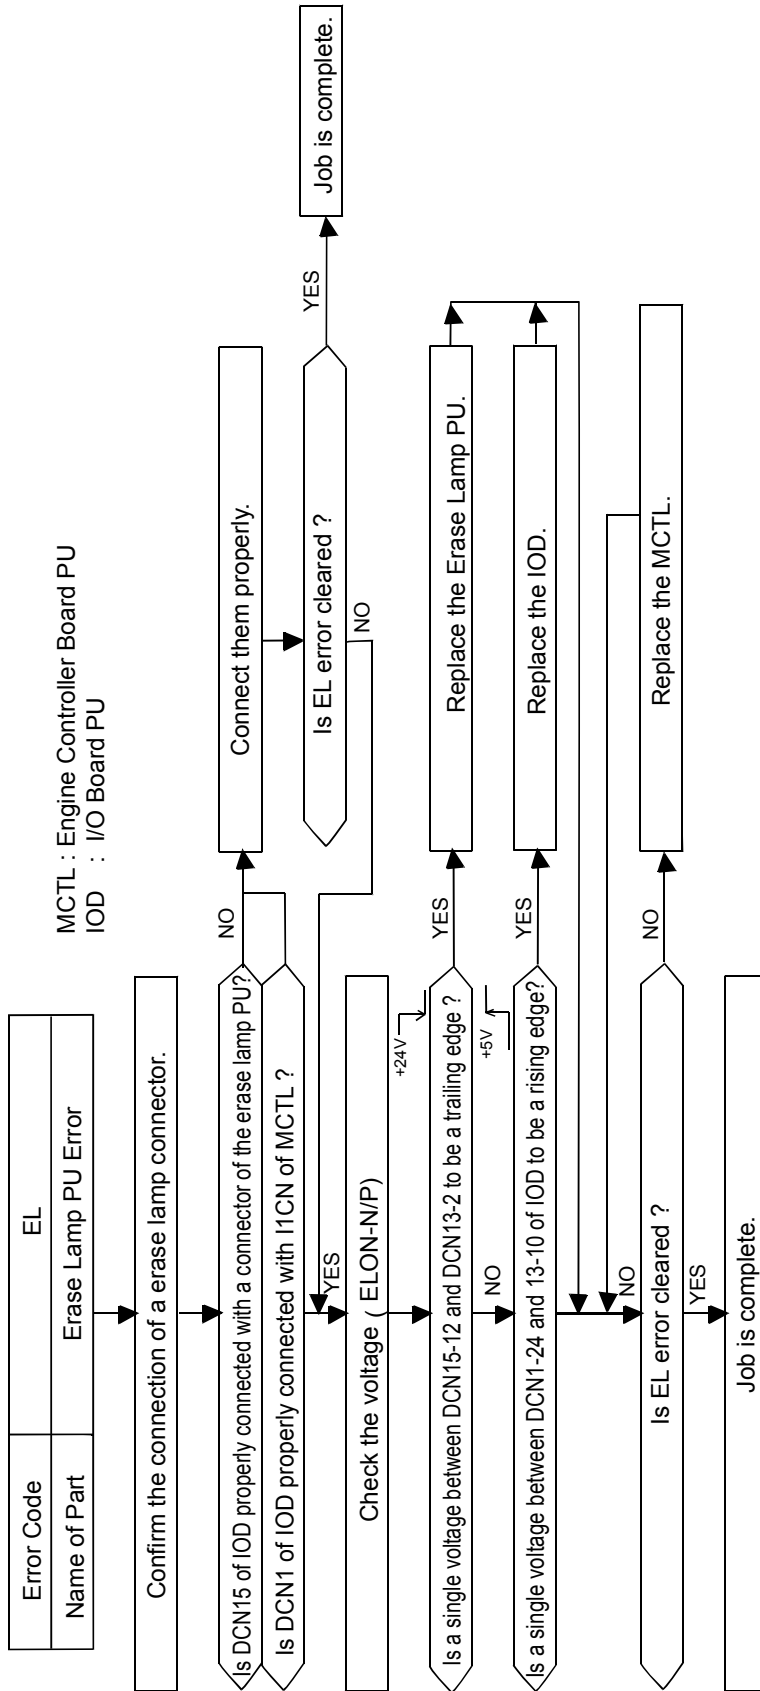 Error Code EL
Name of Part Erase Lamp PU Error
MCTL : Engine Controller Board PU
IOD : I/O Board PU
Confirm the connection of a erase lamp connector.
Is DCN15 of IOD properly connected with a connector of the erase lamp PU?
NO
Connect them properly.
Is DCN1 of IOD properly connected with I1CN of MCTL ?
YES
Is EL error cleared ?
YES
Job is complete.
NO
Check the voltage ( ELON-N/P)
+24V
Is a single voltage between DCN15-12 and DCN13-2 to be a trailing edge ?
YES
Replace the Erase Lamp PU.
NO
+5V
Is a single voltage between DCN1-24 and 13-10 of IOD to be a rising edge?
YES
Replace the IOD.
NO
Is EL error cleared ?
NO
Replace the MCTL.
YES
Job is complete.